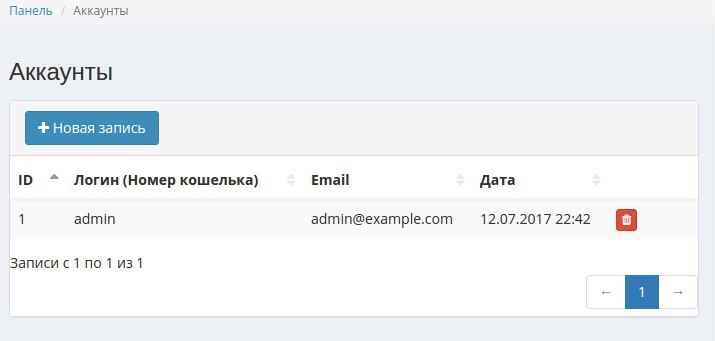 Панель / Аккаунты
Аккаунты
Новая запись
ID Логин (Номер кошелька) Email Дата
1 admin admin@example.com 12.07.2017 22:42
Записи с 1 по 1 из 1
← 1 →